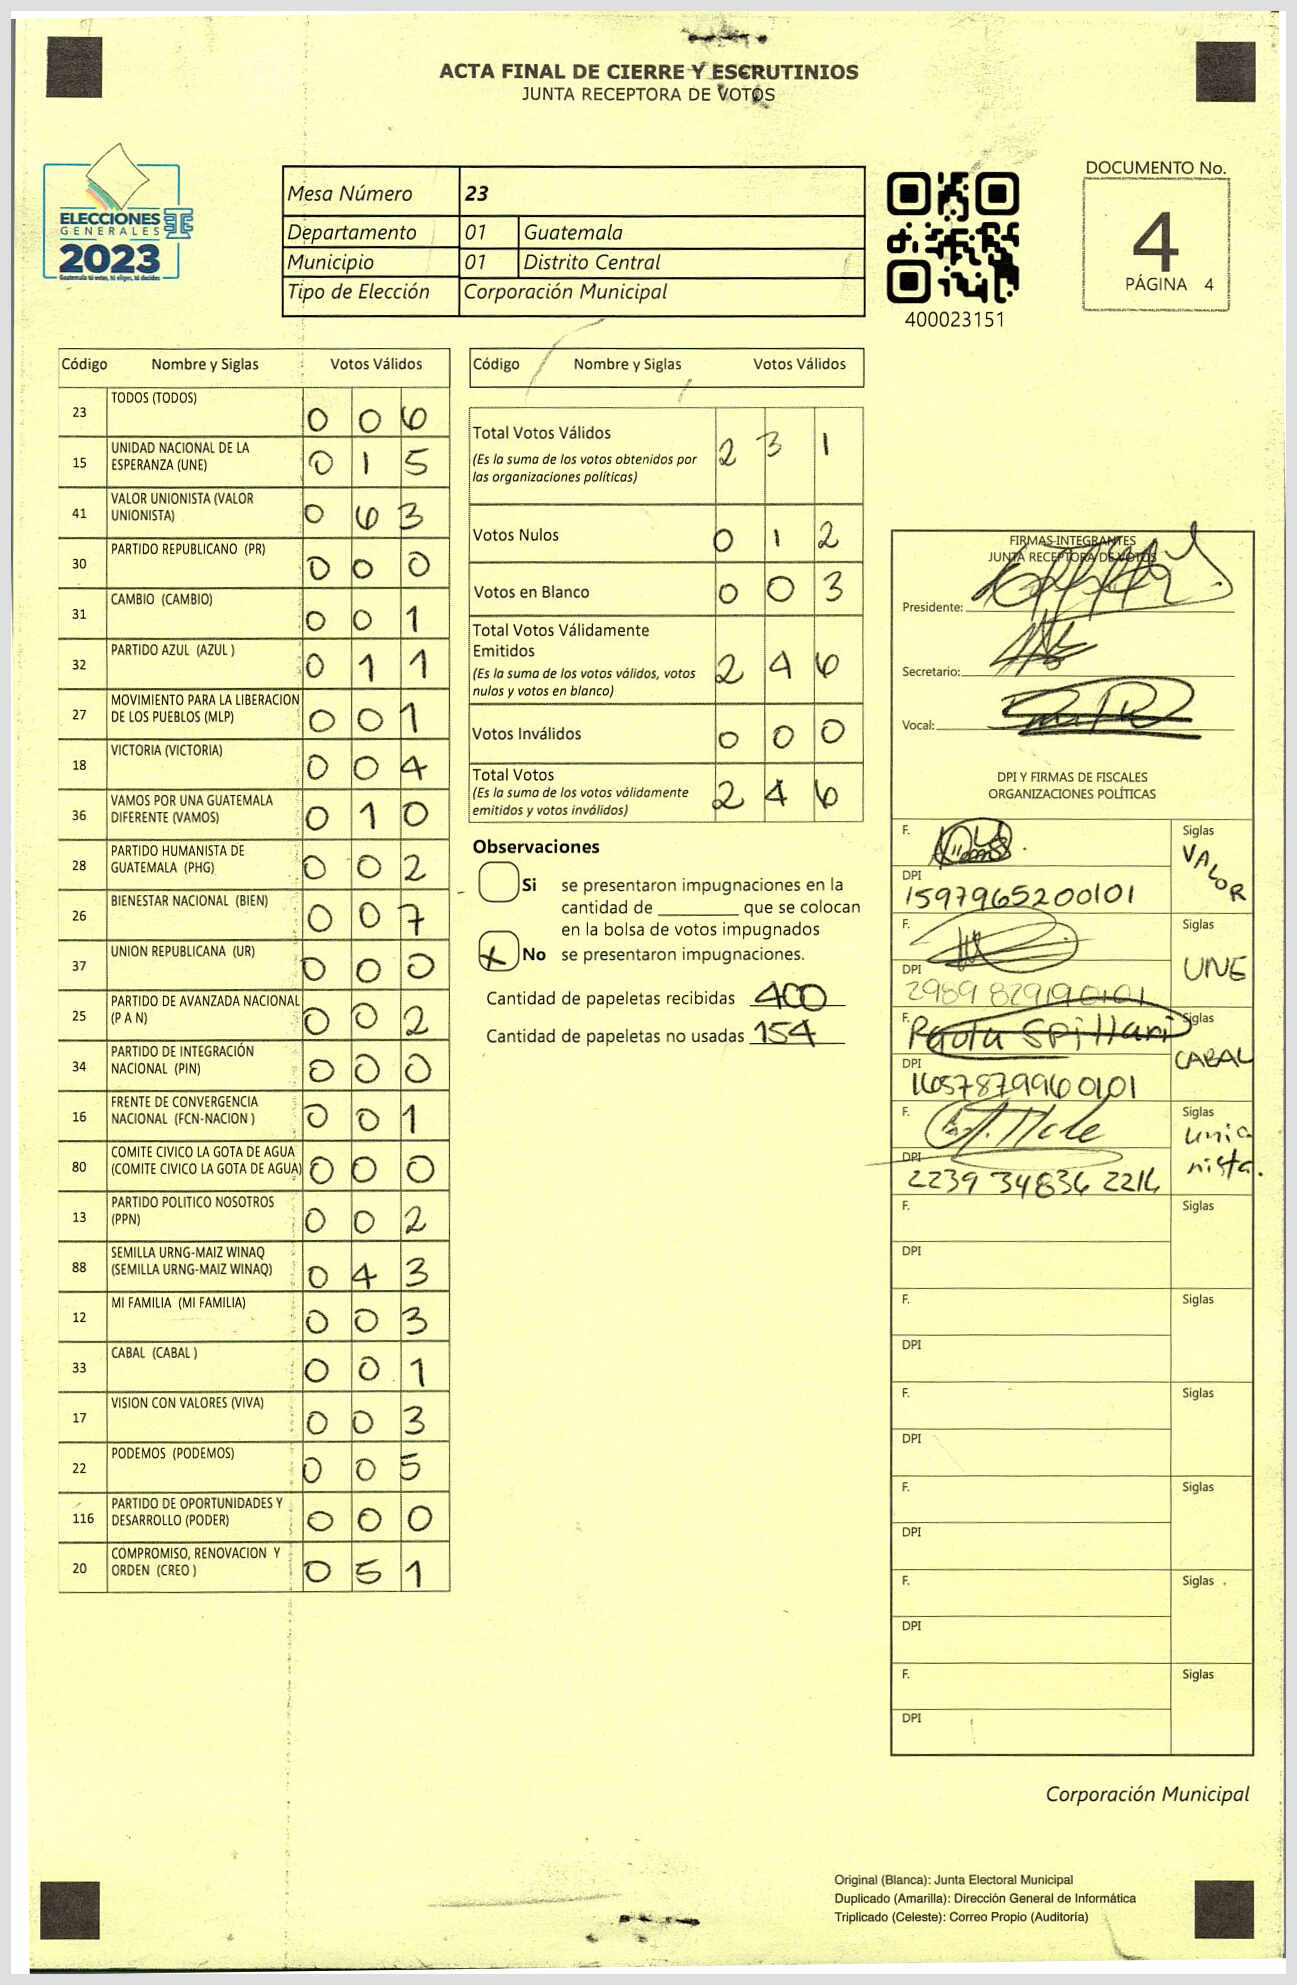 ACTA FINAL DE CIERRE Y ESCRUTINIOS
JUNTA RECEPTORA DE VOTOS
ELECCIONES
GENERALES
2023
Guatemala tú votas, tú eliges, tú decides
Mesa Número 23
Departamento 01 Guatemala
Municipio 01 Distrito Central
Tipo de Elección Corporación Municipal
400023151
DOCUMENTO No.
4
PÁGINA 4
Código Nombre y Siglas Votos Válidos
23 TODOS (TODOS) 0 0 6
15 UNIDAD NACIONAL DE LA
ESPERANZA (UNE) 0 1 5
41 VALOR UNIONISTA (VALOR
UNIONISTA) 0 6 3
30 PARTIDO REPUBLICANO (PR) 0 0 0
31 CAMBIO (CAMBIO) 0 0 1
32 PARTIDO AZUL (AZUL ) 0 1 1
27 MOVIMIENTO PARA LA LIBERACION
DE LOS PUEBLOS (MLP) 0 0 1
18 VICTORIA (VICTORIA) 0 0 4
36 VAMOS POR UNA GUATEMALA
DIFERENTE (VAMOS) 0 1 0
28 PARTIDO HUMANISTA DE
GUATEMALA (PHG) 0 0 2
26 BIENESTAR NACIONAL (BIEN) 0 0 7
37 UNION REPUBLICANA (UR) 0 0 0
25 PARTIDO DE AVANZADA NACIONAL
(P A N) 0 0 2
34 PARTIDO DE INTEGRACIÓN
NACIONAL (PIN) 0 0 0
16 FRENTE DE CONVERGENCIA
NACIONAL (FCN-NACION ) 0 0 1
80 COMITE CIVICO LA GOTA DE AGUA
(COMITE CIVICO LA GOTA DE AGUA) 0 0 0
13 PARTIDO POLITICO NOSOTROS
(PPN) 0 0 2
88 SEMILLA URNG-MAIZ WINAQ
(SEMILLA URNG-MAIZ WINAQ) 0 4 3
12 MI FAMILIA (MI FAMILIA) 0 0 3
33 CABAL (CABAL ) 0 0 1
17 VISION CON VALORES (VIVA) 0 0 3
22 PODEMOS (PODEMOS) 0 0 5
116 PARTIDO DE OPORTUNIDADES Y
DESARROLLO (PODER) 0 0 0
20 COMPROMISO, RENOVACION Y
ORDEN (CREO ) 0 5 1
Código Nombre y Siglas Votos Válidos
Total Votos Válidos 2 3 1
(Es la suma de los votos obtenidos por
las organizaciones políticas)
Votos Nulos 0 1 2
Votos en Blanco 0 0 3
Total Votos Válidamente
Emitidos 2 4 6
(Es la suma de los votos válidos, votos
nulos y votos en blanco)
Votos Inválidos 0 0 0
Total Votos 2 4 6
(Es la suma de los votos válidamente
emitidos y votos inválidos)
Observaciones
Si se presentaron impugnaciones en la
cantidad de ________ que se colocan
en la bolsa de votos impugnados
X No se presentaron impugnaciones.
Cantidad de papeletas recibidas 400
Cantidad de papeletas no usadas 154
FIRMAS INTEGRANTES
JUNTA RECEPTORA DE VOTOS
Presidente:
Secretario:
Vocal:
DPI Y FIRMAS DE FISCALES
ORGANIZACIONES POLÍTICAS
F. Siglas
VALOR
DPI
1597965200101
F. Siglas
UNE
DPI
2989 829190101
F. Paola Spillari Siglas
CABAL
DPI
1657879960101
F. Siglas
unio
nista.
DPI
2239 34836 2216
F. Siglas
DPI
F. Siglas
DPI
F. Siglas
DPI
F. Siglas
DPI
F. Siglas
DPI
F. Siglas
DPI
Corporación Municipal
Original (Blanca): Junta Electoral Municipal
Duplicado (Amarilla): Dirección General de Informática
Triplicado (Celeste): Correo Propio (Auditoría)